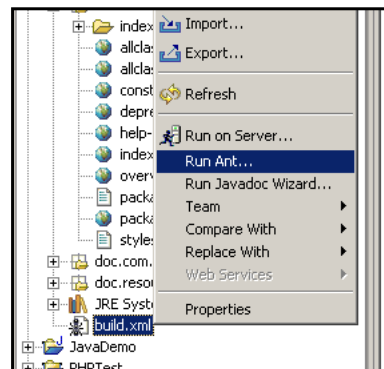 index
allclas
allclas
const
depre
help-
index
overv
packa
packa
styles
doc.com.
doc.resou
JRE Syste
build.xml
JavaDemo
PHPTest
Import...
Export...
Refresh
Run on Server...
Run Ant...
Run Javadoc Wizard...
Team
Compare With
Replace With
Web Services
Properties